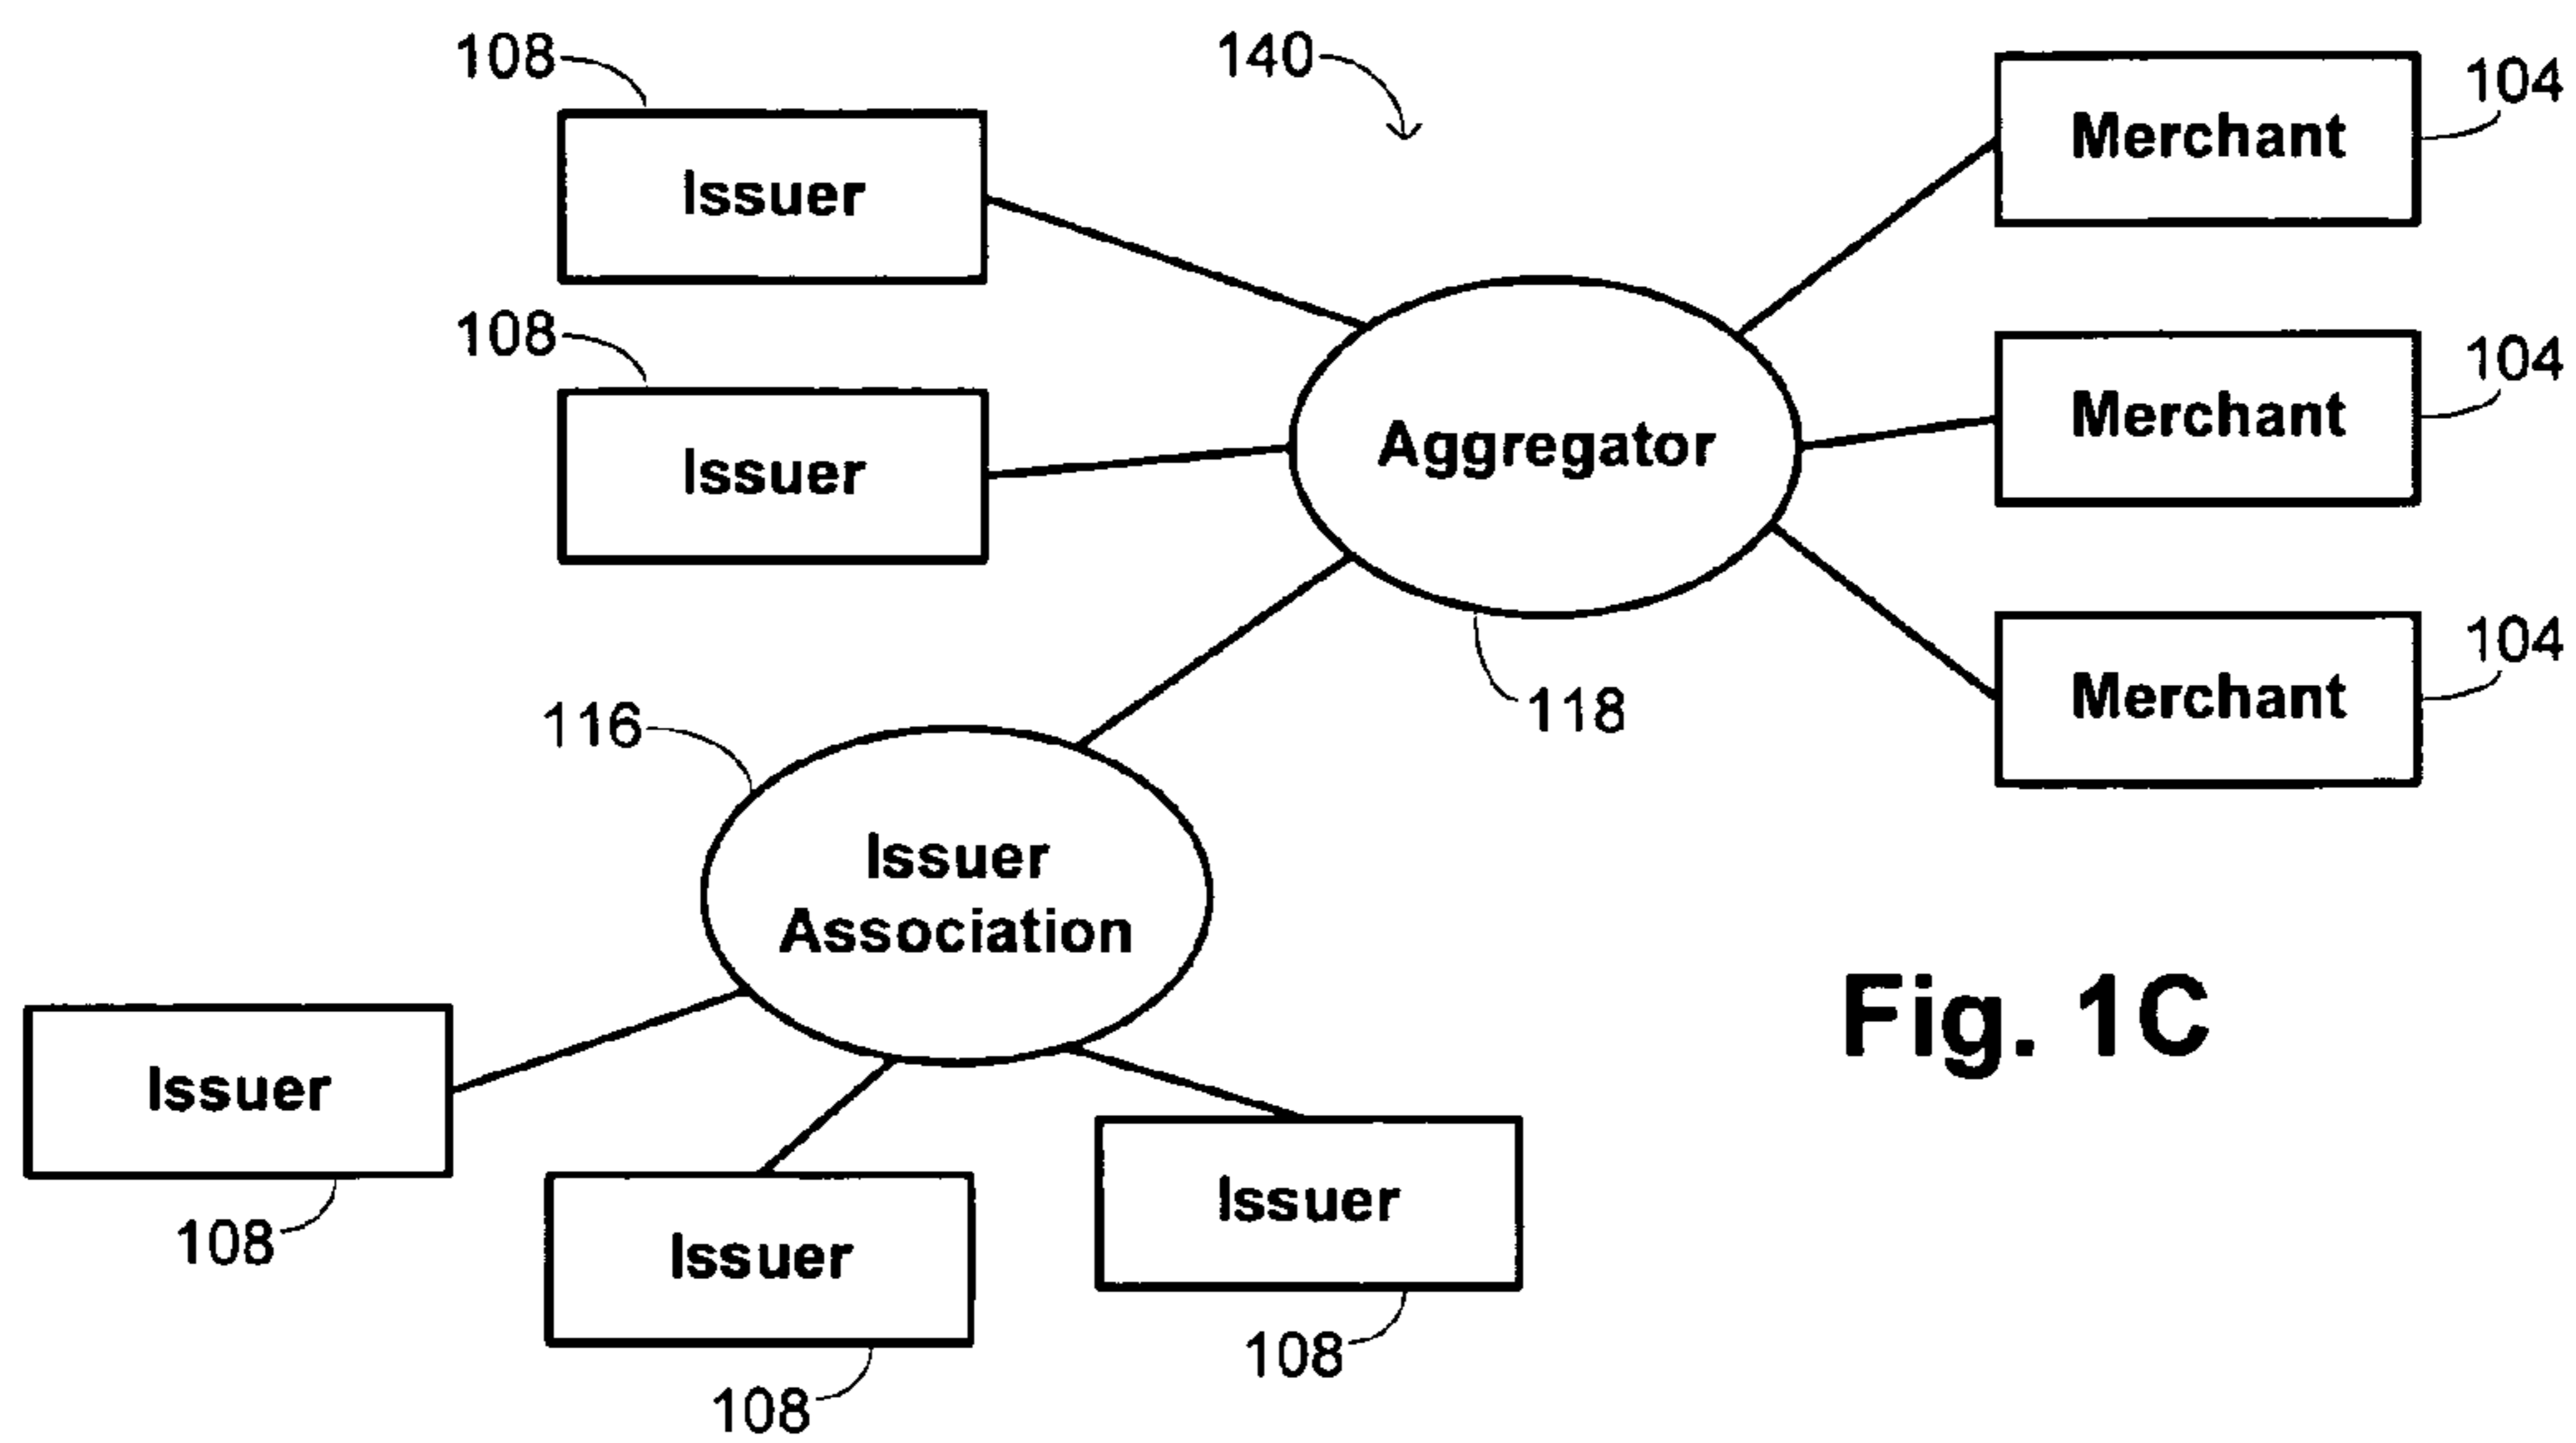 108
140
104
Issuer
Merchant
108
104
Issuer
Aggregator
Merchant
104
116
118
Merchant
Issuer
Association
Fig. 1C
Issuer
Issuer
Issuer
108
108
108